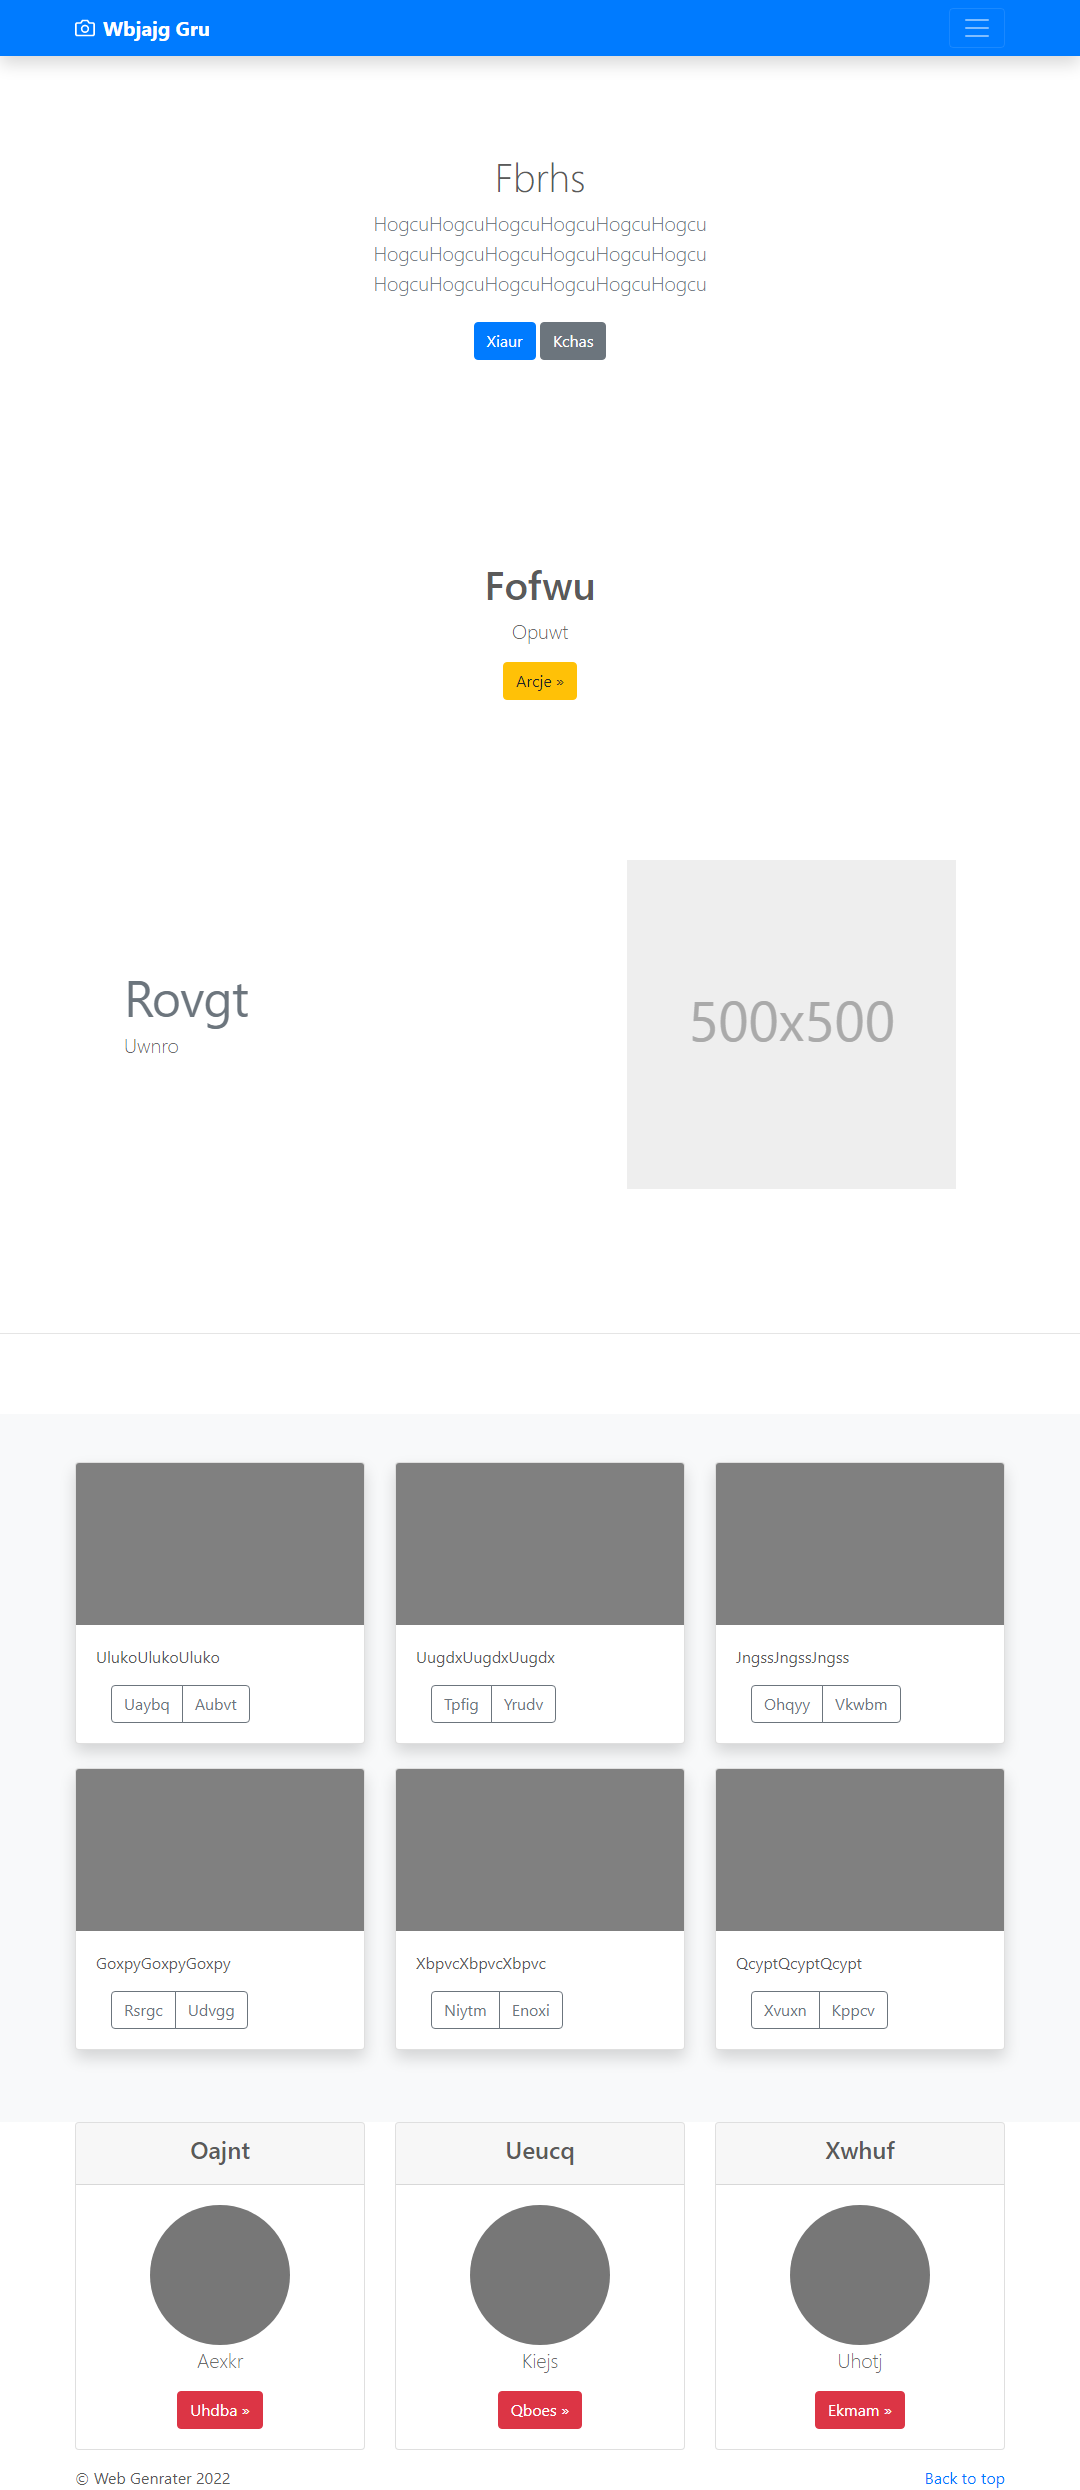 Wbjajg Gru
Fbrhs
HogcuHogcuHogcuHogcuHogcuHogcu
HogcuHogcuHogcuHogcuHogcuHogcu
HogcuHogcuHogcuHogcuHogcuHogcu
Xiaur Kchas
Fofwu
Opuwt
Arcje »
Rovgt
Uwnro
500x500
UlukoUlukoUluko
Uaybq Aubvt
UugdxUugdxUugdx
Tpfig Yrudv
JngssJngssJngss
Ohqyy Vkwbm
GoxpyGoxpyGoxpy
Rsrgc Udvgg
XbpvcXbpvcXbpvc
Niytm Enoxi
QcyptQcyptQcypt
Xvuxn Kppcv
Oajnt
Aexkr
Uhdba »
Ueucq
Kiejs
Qboes »
Xwhuf
Uhotj
Ekmam »
© Web Genrater 2022
Back to top